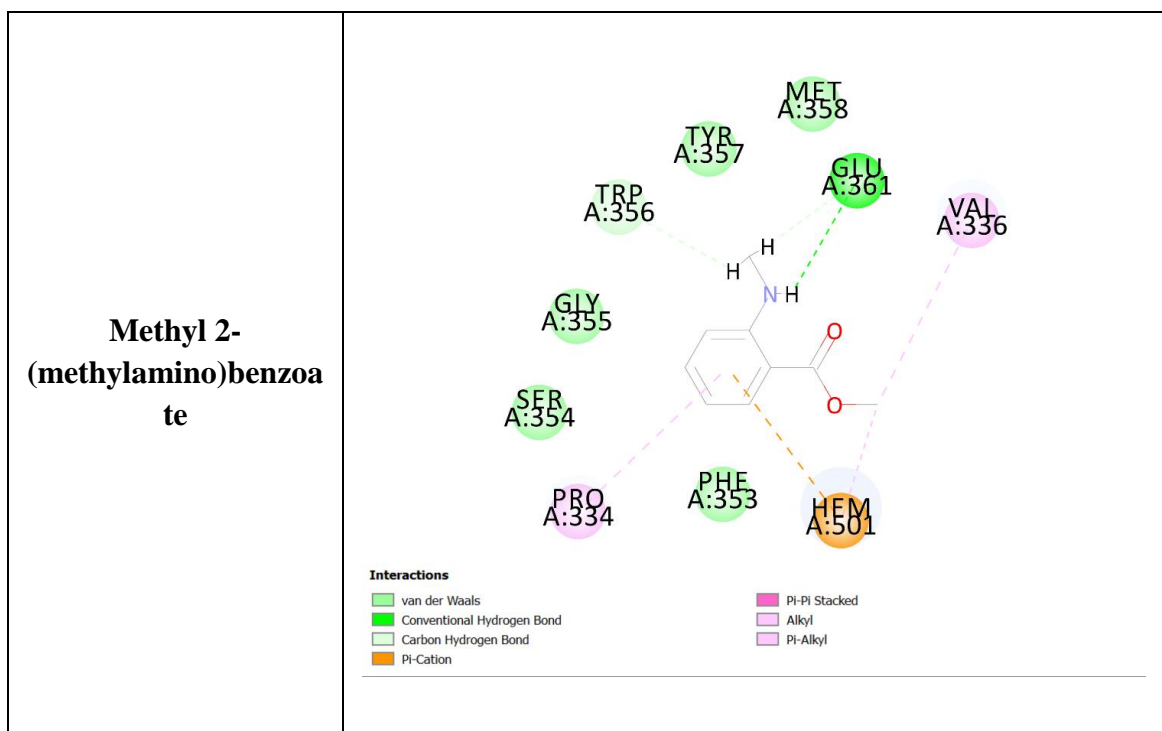 Methyl 2-
(methylamino)benzoa
te
MET
A:358
TYR
A:357
GLU
A:361
TRP
A:356
VAL
A:336
H
H
N
H
GLY
A:355
O
O
SER
A:354
PHE
A:353
PRO
A:334
HEM
A:501
Interactions
van der Waals
Conventional Hydrogen Bond
Carbon Hydrogen Bond
Pi-Cation
Pi-Pi Stacked
Alkyl
Pi-Alkyl